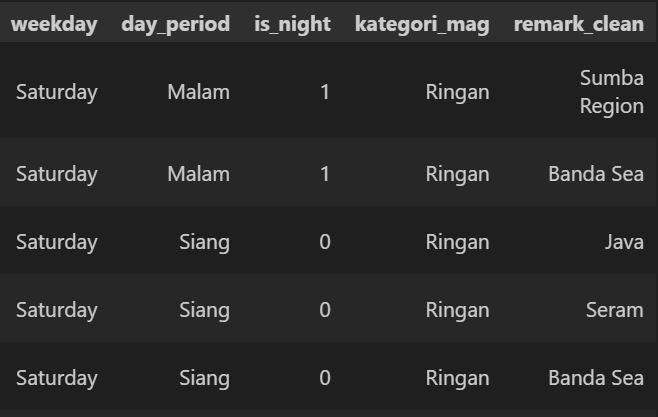 weekday day_period is_night kategori_mag remark_clean
Saturday Malam 1 Ringan Sumba
Region
Saturday Malam 1 Ringan Banda Sea
Saturday Siang 0 Ringan Java
Saturday Siang 0 Ringan Seram
Saturday Siang 0 Ringan Banda Sea